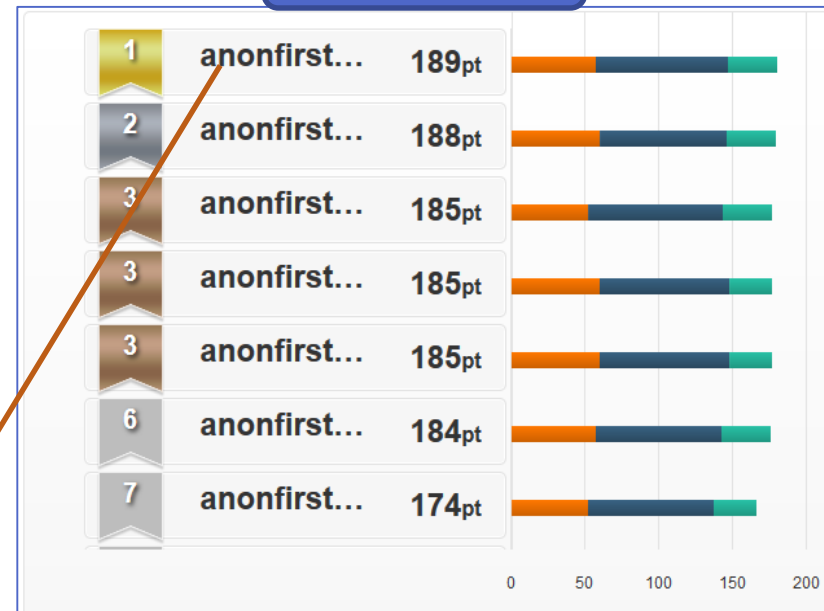 1 anonfirst... 189pt
2 anonfirst... 188pt
3 anonfirst... 185pt
3 anonfirst... 185pt
3 anonfirst... 185pt
6 anonfirst... 184pt
7 anonfirst... 174pt
0 50 100 150 200